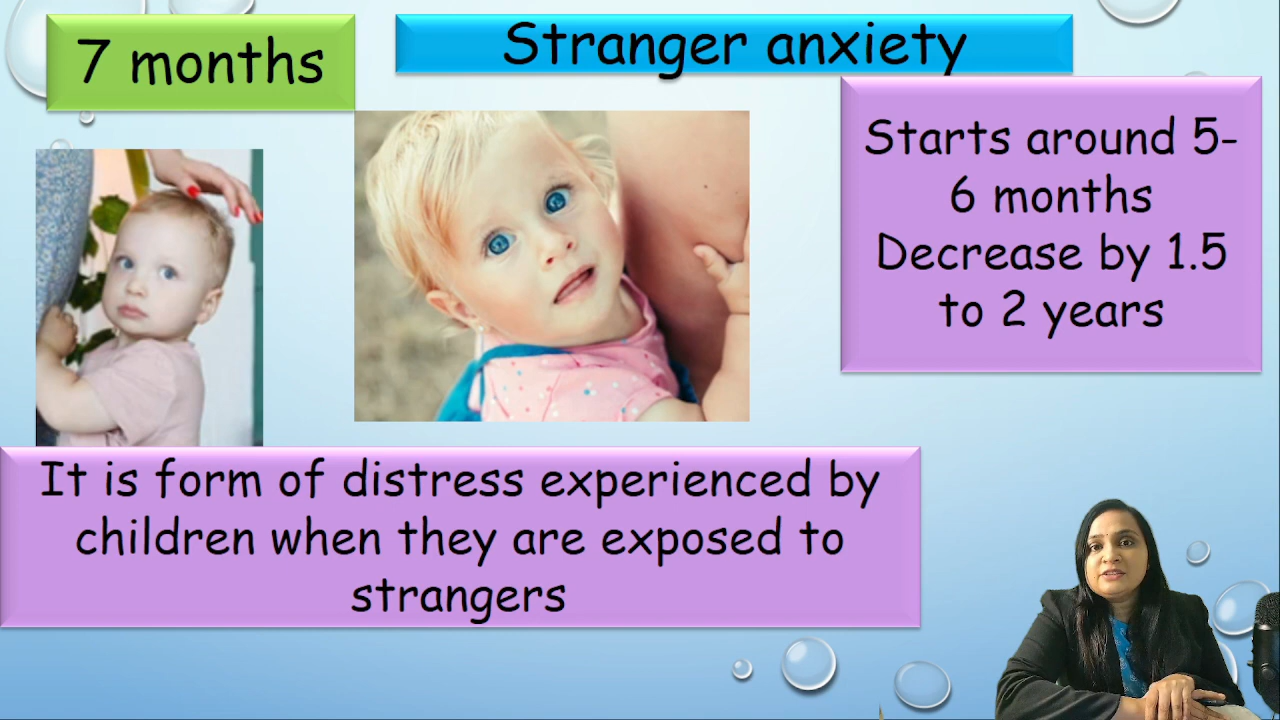 7 months
Stranger anxiety
Starts around 5-
6 months
Decrease by 1.5
to 2 years
It is form of distress experienced by
children when they are exposed to
strangers